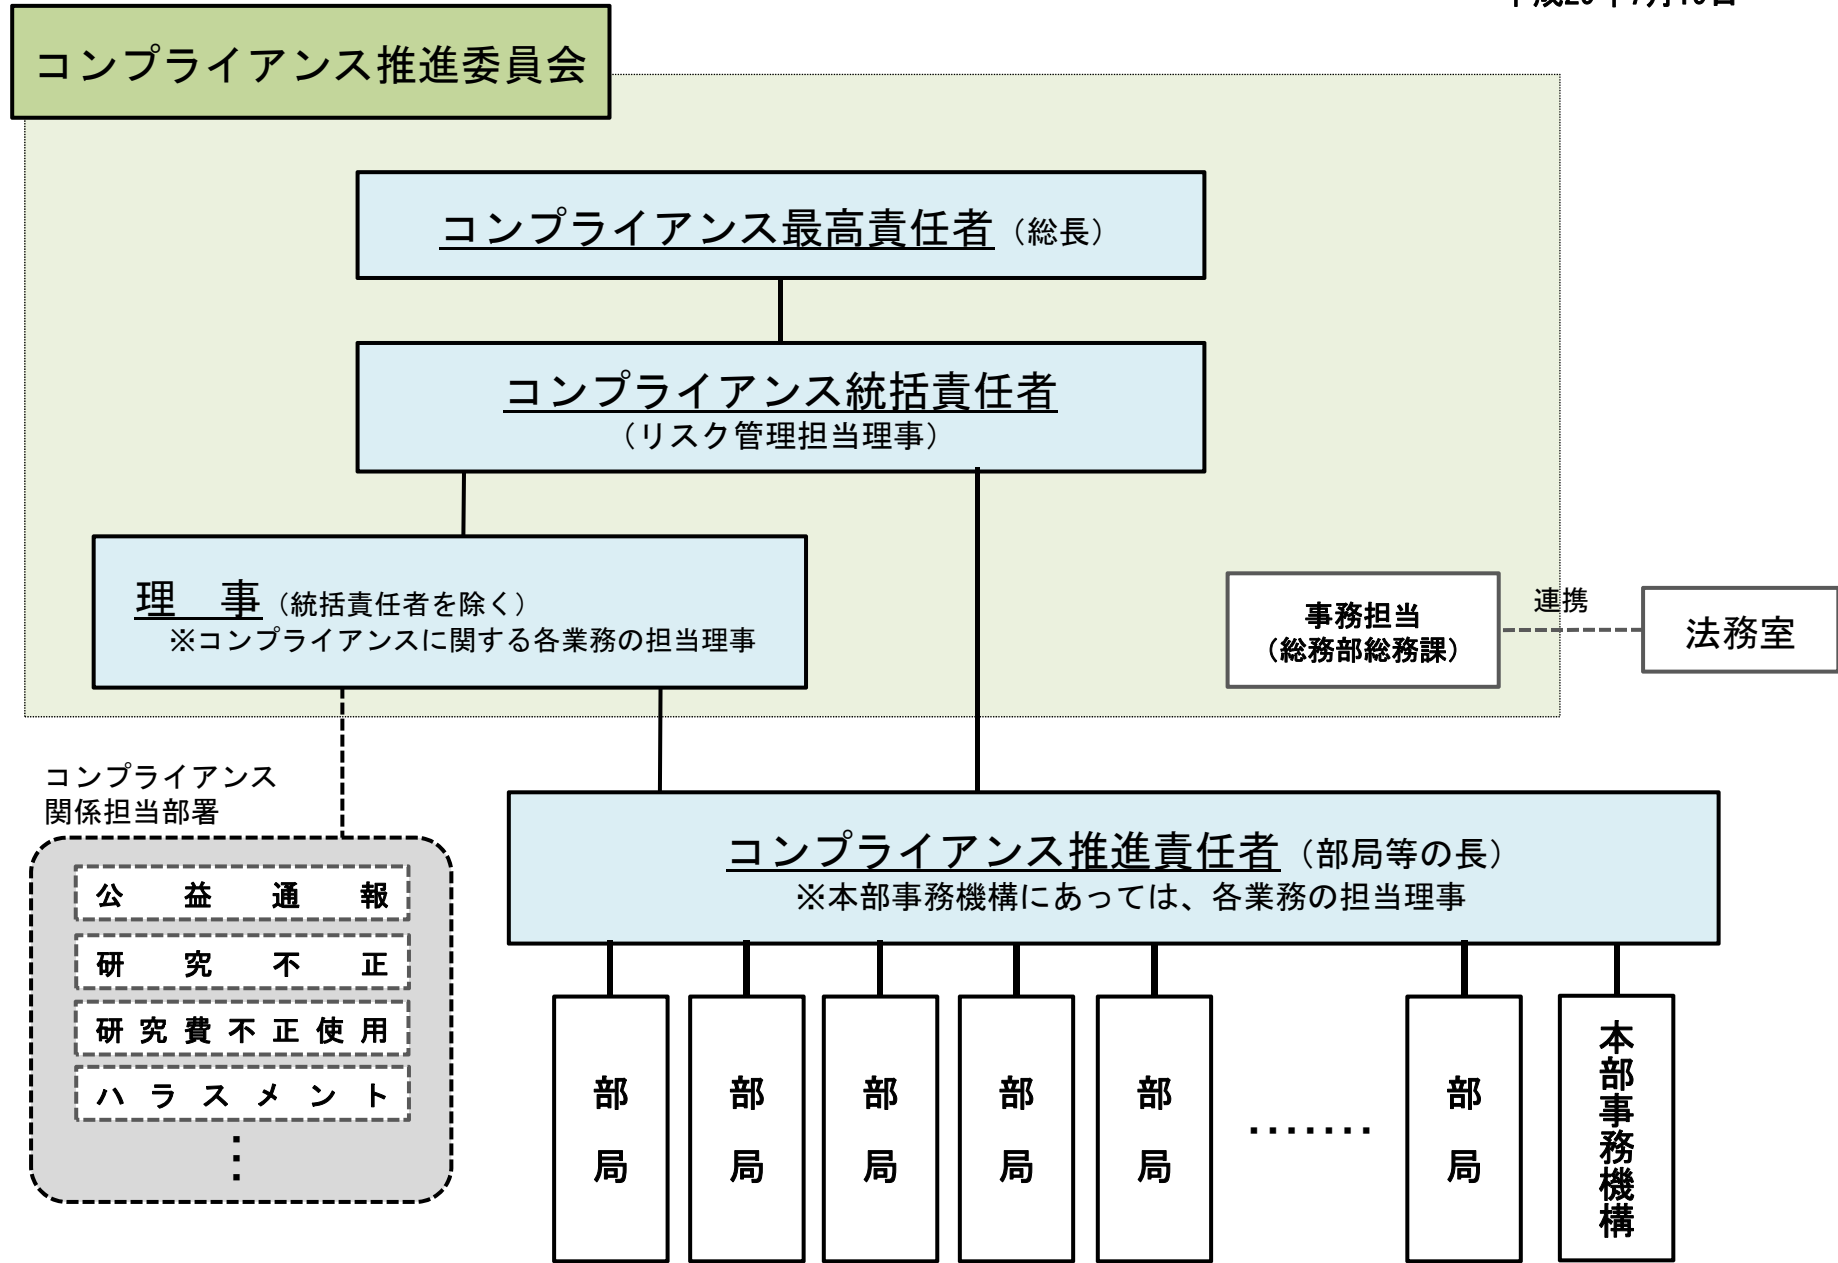 コンプライアンス推進委員会
コンプライアンス最高責任者（総長）
コンプライアンス統括責任者
（リスク管理担当理事）
理　事（統括責任者を除く）
※コンプライアンスに関する各業務の担当理事
事務担当
（総務部総務課）
連携
法務室
コンプライアンス
関係担当部署
公益通報
研究不正
研究費不正使用
ハラスメント
︙
コンプライアンス推進責任者（部局等の長）
※本部事務機構にあっては、各業務の担当理事
部局
部局
部局
部局
部局
・・・・・・・
部局
本部事務機構